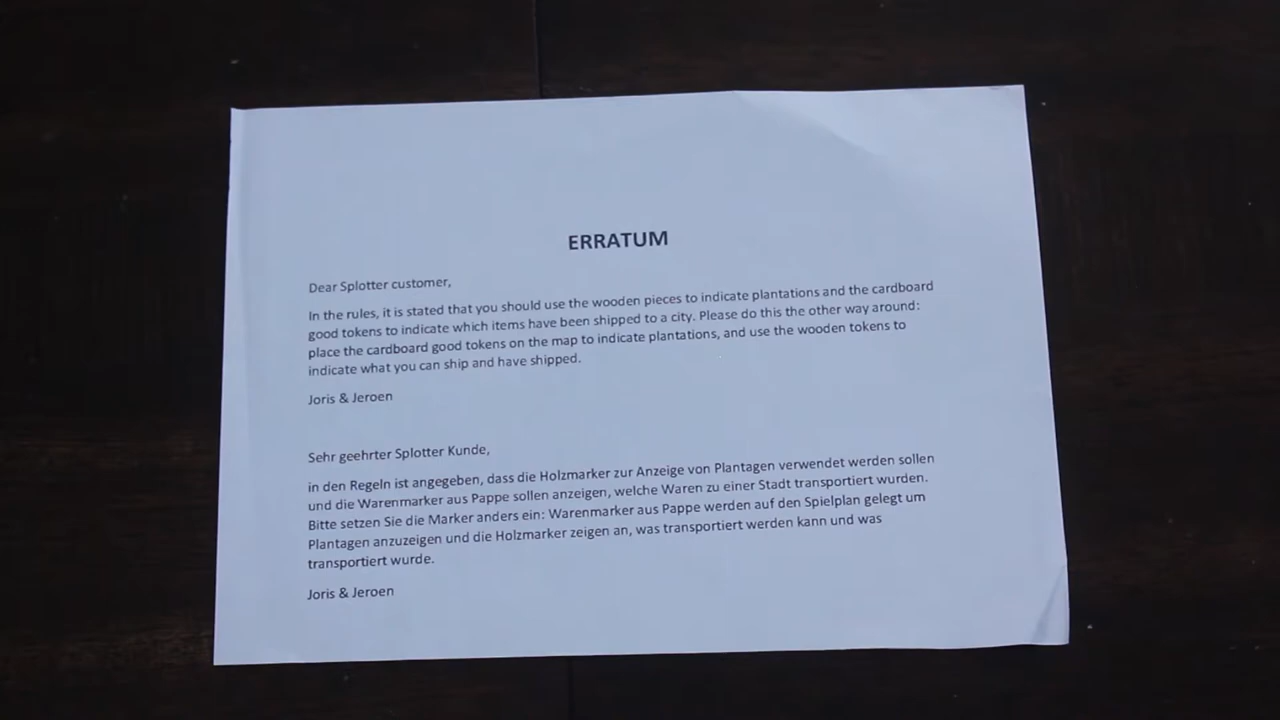 ERRATUM
Dear Splotter customer,
In the rules, it is stated that you should use the wooden pieces to indicate plantations and the cardboard
good tokens to indicate which items have been shipped to a city. Please do this the other way around:
place the cardboard good tokens on the map to indicate plantations, and use the wooden tokens to
indicate what you can ship and have shipped.
Joris & Jeroen
Sehr geehrter Splotter Kunde,
in den Regeln ist angegeben, dass die Holzmarker zur Anzeige von Plantagen verwendet werden sollen
und die Warenmarker aus Pappe sollen anzeigen, welche Waren zu einer Stadt transportiert wurden.
Bitte setzen Sie die Marker anders ein: Warenmarker aus Pappe werden auf den Spielplan gelegt um
Plantagen anzuzeigen und die Holzmarker zeigen an, was transportiert werden kann und was
transportiert wurde.
Joris & Jeroen